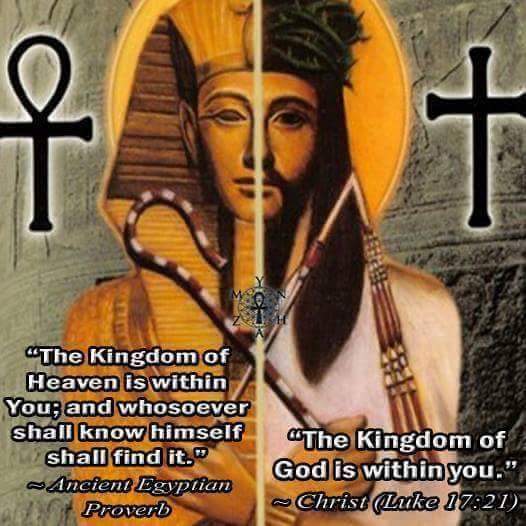 “The Kingdom of
Heaven is within
You; and whosoever
shall know himself
shall find it.”
~ Ancient Egyptian
Proverb
“The Kingdom of
God is within you.”
~ Christ (Luke 17:21)